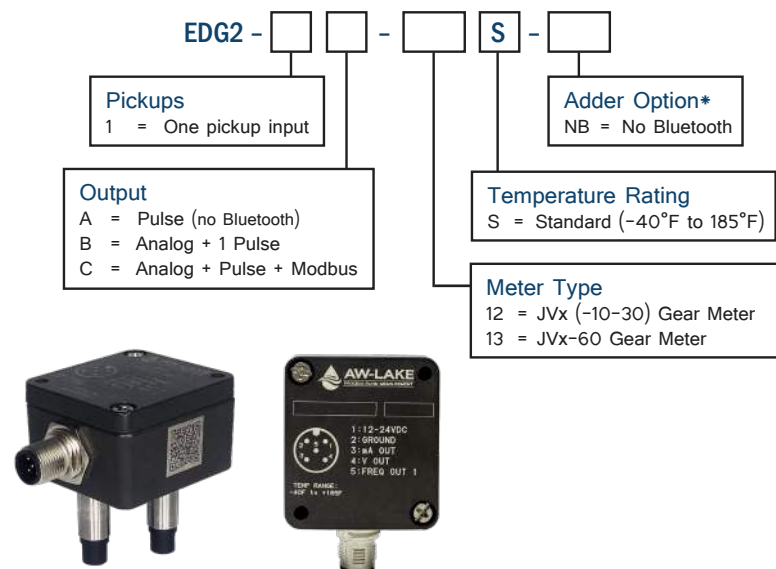 EDG2 - - S -
Pickups
1 = One pickup input
Adder Option*
NB = No Bluetooth
Output
A = Pulse (no Bluetooth)
B = Analog + 1 Pulse
C = Analog + Pulse + Modbus
Temperature Rating
S = Standard (-40°F to 185°F)
Meter Type
12 = JVx (-10-30) Gear Meter
13 = JVx-60 Gear Meter
AW-LAKE
1:12-24VDC
2:GROUND
3:mA OUT
4:V OUT
5:FREQ OUT 1
TEMP RANGE:
-40F to +185F